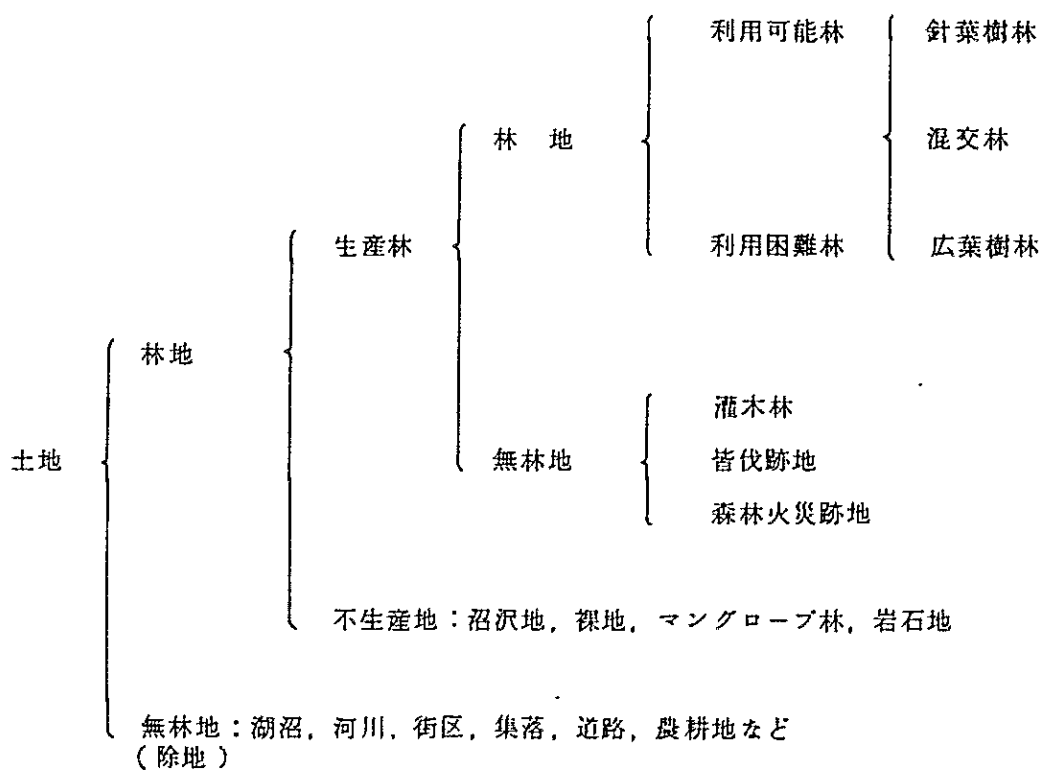 利用可能林 針葉樹林
林 地 混交林
生産林 利用困難林 広葉樹林
林地
灌木林
土地 無林地 皆伐跡地
森林火災跡地
不生産地：沼沢地，裸地，マングローブ林，岩石地
無林地：湖沼，河川，街区，集落，道路，農耕地など
（除地）